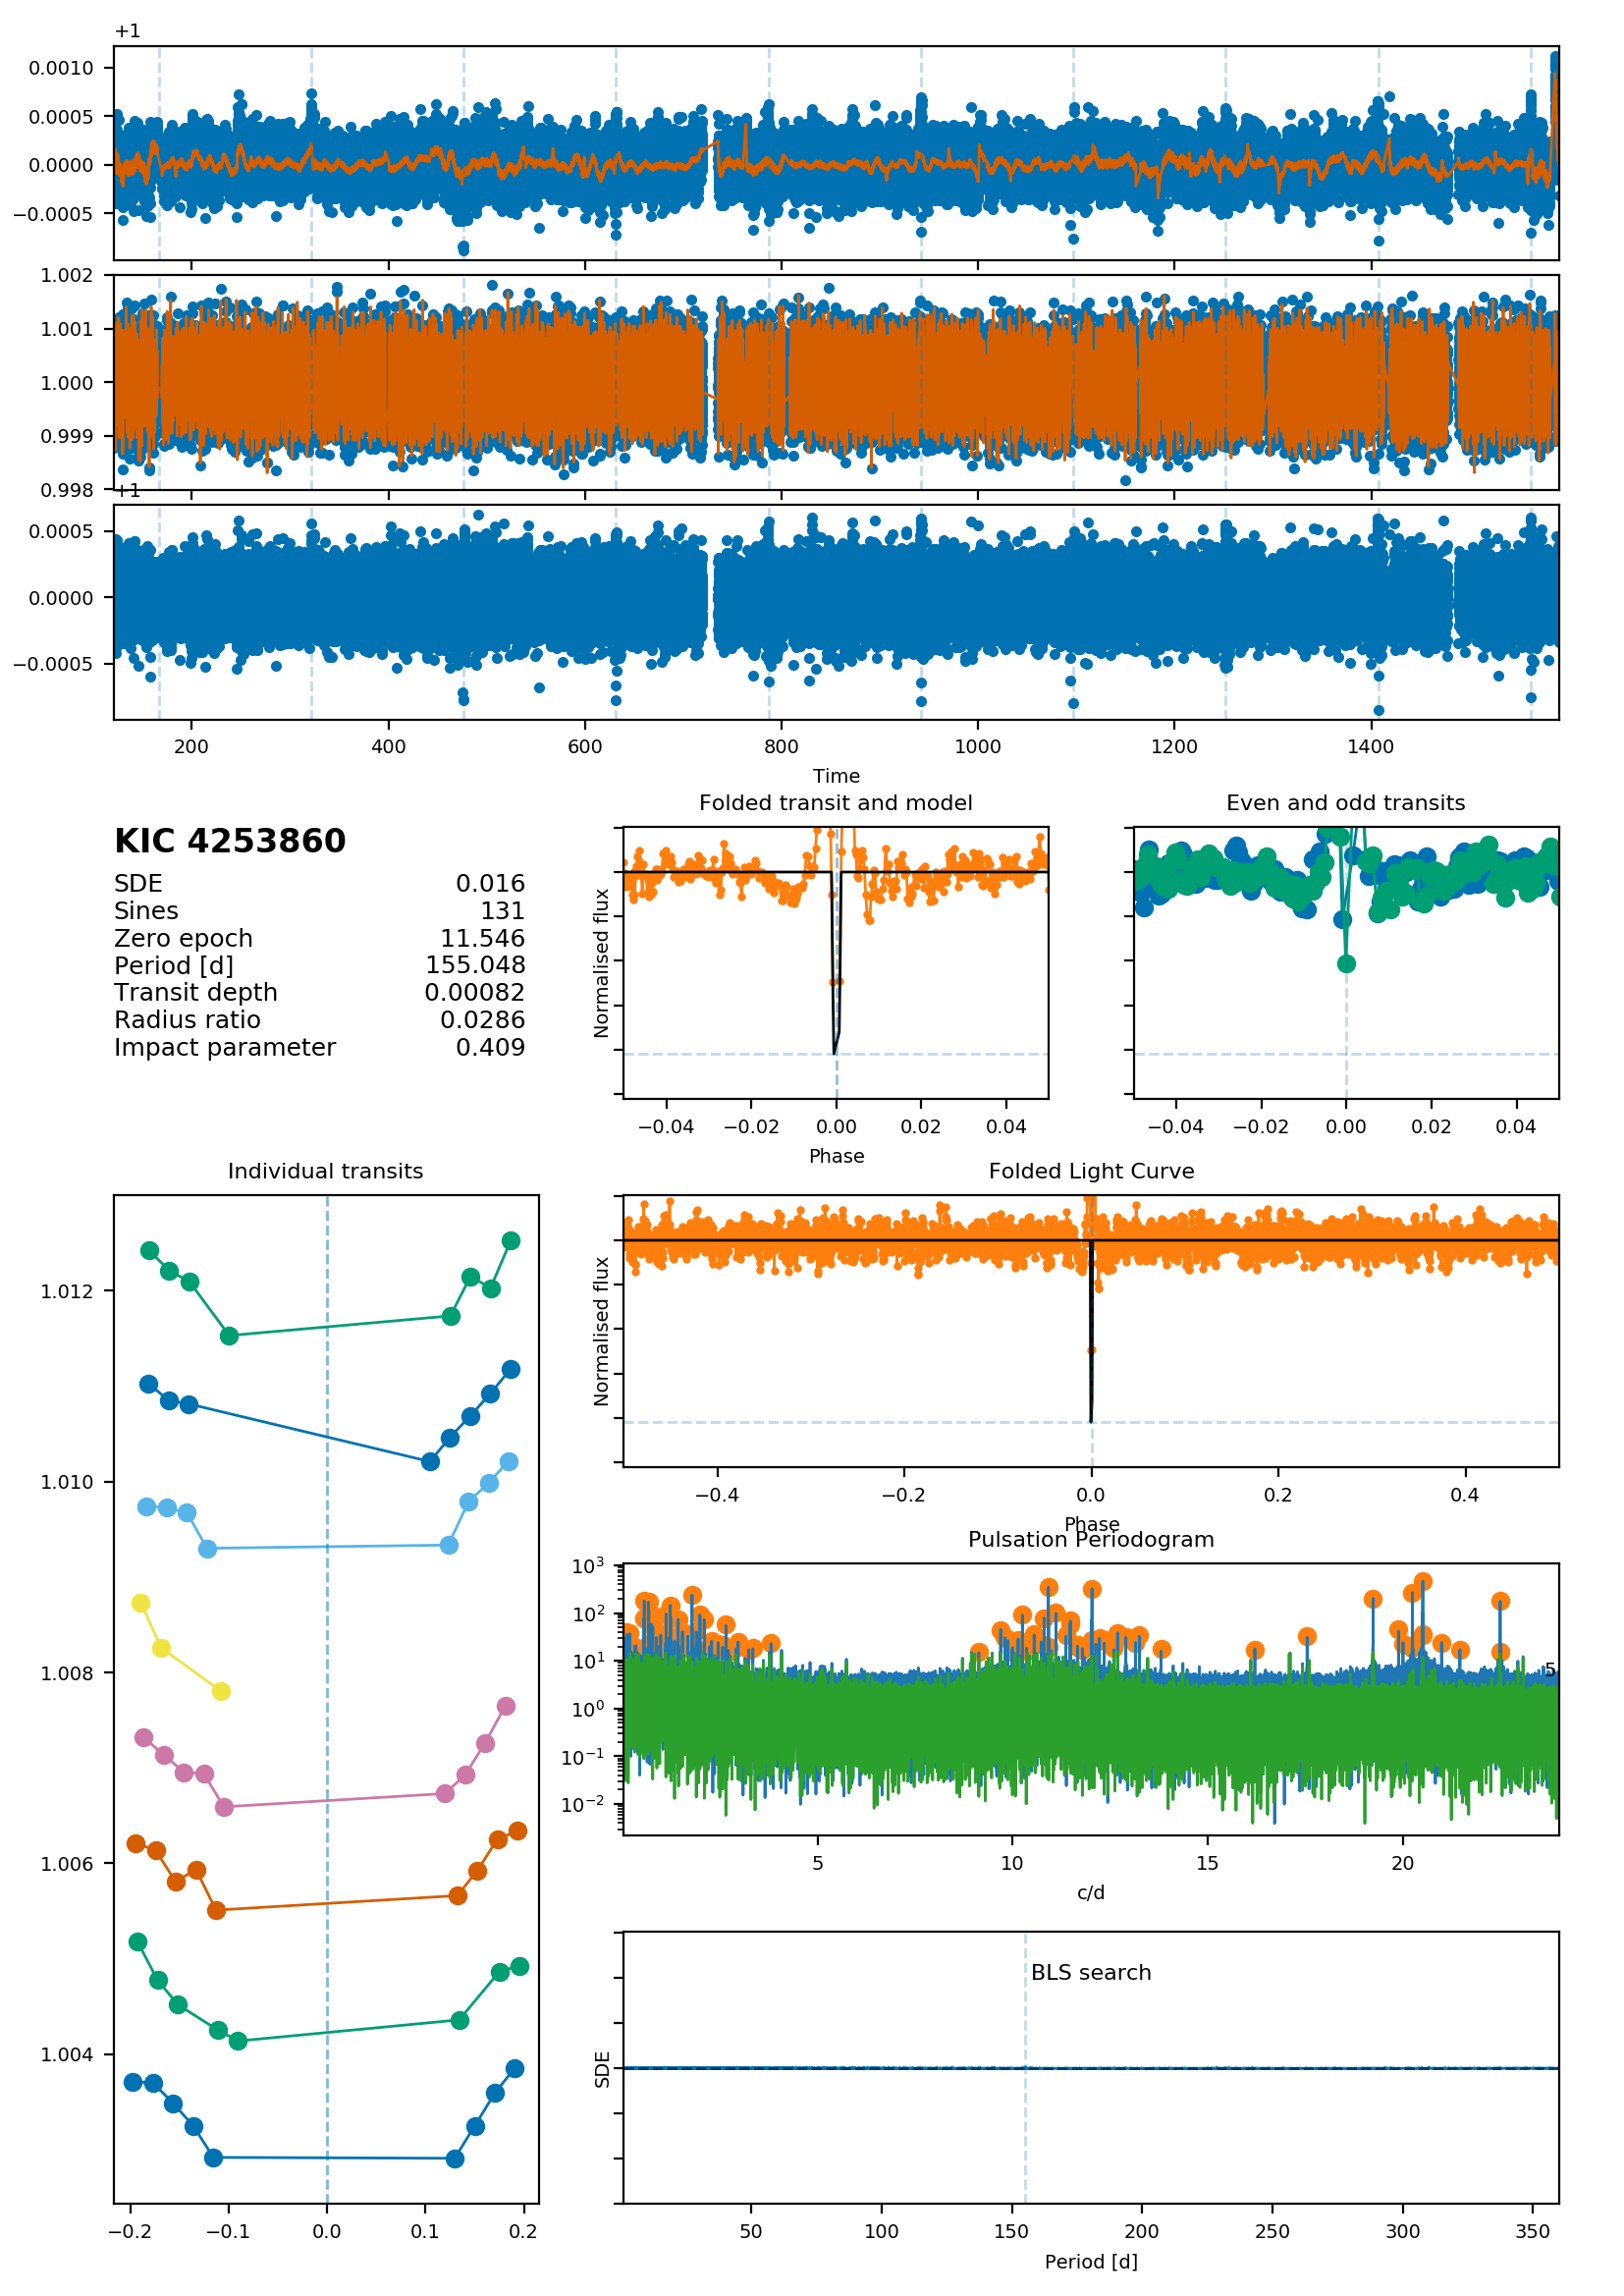 +1
0.0010
0.0005
0.0000
−0.0005
1.002
1.001
1.000
0.999
0.998
+1
0.0005
0.0000
−0.0005
200 400 600 800 1000 1200 1400
Time
KIC 4253860
SDE 0.016
Sines 131
Zero epoch 11.546
Period [d] 155.048
Transit depth 0.00082
Radius ratio 0.0286
Impact parameter 0.409
Folded transit and model
Normalised flux
−0.04 −0.02 0.00 0.02 0.04
Phase
Even and odd transits
−0.04 −0.02 0.00 0.02 0.04
Individual transits
1.012
1.010
1.008
1.006
1.004
−0.2 −0.1 0.0 0.1 0.2
Folded Light Curve
Normalised flux
−0.4 −0.2 0.0 0.2 0.4
Phase
Pulsation Periodogram
10³
10²
10¹
10⁰
10⁻¹
10⁻²
5
5 10 15 20
c/d
BLS search
SDE
50 100 150 200 250 300 350
Period [d]